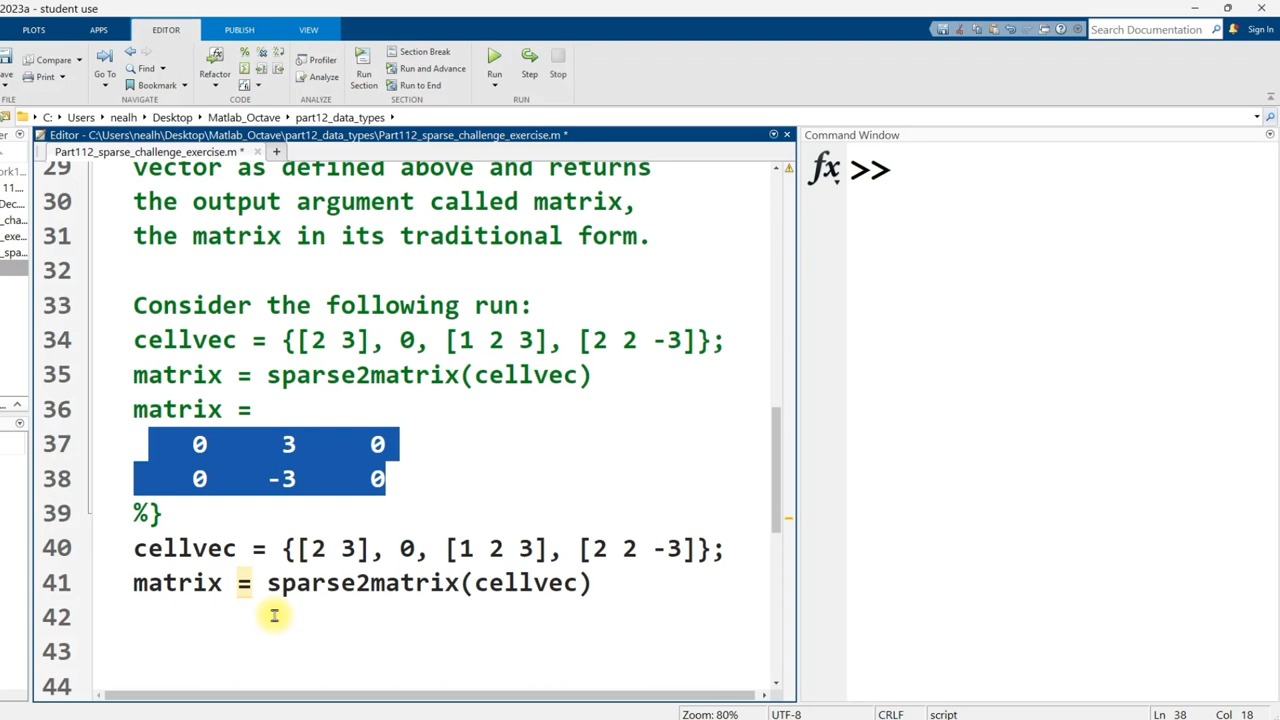 2023a - student use
PLOTS APPS EDITOR PUBLISH VIEW
Search Documentation Sign In
Compare
Print
FILE
Go To
Find
Bookmark
NAVIGATE
Refactor
CODE
Profiler
Analyze
ANALYZE
Run
Section
Section Break
Run and Advance
Run to End
SECTION
Run Step Stop
RUN
C: Users nealh Desktop Matlab_Octave part12_data_types
Editor - C:\Users\nealh\Desktop\Matlab_Octave\part12_data_types\Part112_sparse_challenge_exercise.m *
Part112_sparse_challenge_exercise.m *
29 vector as defined above and returns
30 the output argument called matrix,
31 the matrix in its traditional form.
32
33 Consider the following run:
34 cellvec = {[2 3], 0, [1 2 3], [2 2 -3]};
35 matrix = sparse2matrix(cellvec)
36 matrix =
37 0 3 0
38 0 -3 0
39 %}
40 cellvec = {[2 3], 0, [1 2 3], [2 2 -3]};
41 matrix = sparse2matrix(cellvec)
42
43
44
Command Window
fx >>
Zoom: 80% UTF-8 CRLF script Ln 38 Col 18